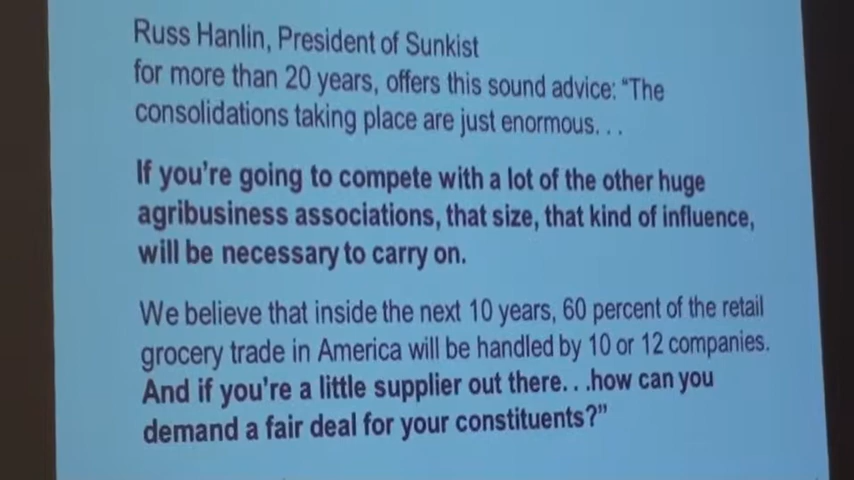 Russ Hanlin, President of Sunkist
for more than 20 years, offers this sound advice: “The
consolidations taking place are just enormous. . .
If you’re going to compete with a lot of the other huge
agribusiness associations, that size, that kind of influence,
will be necessary to carry on.
We believe that inside the next 10 years, 60 percent of the retail
grocery trade in America will be handled by 10 or 12 companies.
And if you’re a little supplier out there. . .how can you
demand a fair deal for your constituents?”